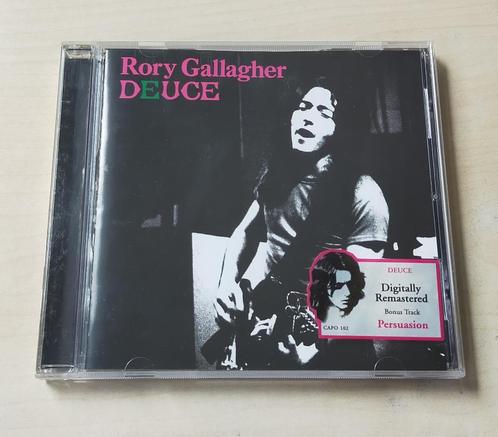 Rory Gallagher
DEUCE
DEUCE
Digitally
Remastered
Bonus Track
Persuasion
CAPO 102